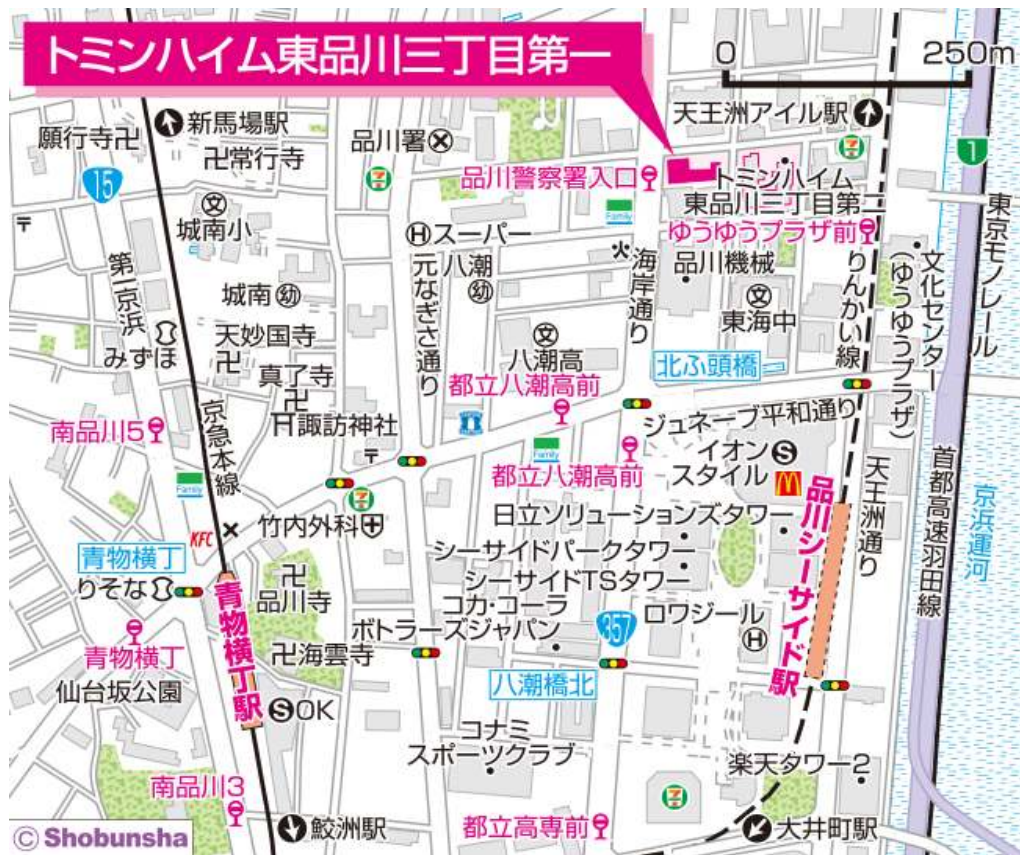 トミンハイム東品川三丁目第一
0
250m
天王洲アイル駅
新馬場駅
願行寺
品川署
常行寺
15
1
7
7
品川警察署入口
トミンハイム
東品川三丁目第一
城南小
文
Family
ゆうゆうプラザ前
スーパー
H
東京モノレール
第一京浜
元なぎさ通り
八潮
幼
海岸通り
品川機械
りんかい線
文化センター
(ゆうゆうプラザ)
城南
幼
文
東海中
天妙国寺
文
八潮高
みずほ
北ふ頭橋
真了寺
都立八潮高前
京急本線
南品川5
諏訪神社
ジュネーブ平和通り
イオン
スタイル
S
Family
都立八潮高前
Family
天王洲通り
首都高速羽田線
京浜運河
7
品川シーサイド駅
日立ソリューションズタワー
KFC
竹内外科
シーサイドパークタワー
青物横丁
りそな
シーサイドTSタワー
品川寺
コカ・コーラ
ボトラーズジャパン
357
ロワジール
H
青物横丁
青物横丁駅
海雲寺
八潮橋北
仙台坂公園
S
OK
コナミ
スポーツクラブ
楽天タワー2
南品川3
7
鮫洲駅
都立高専前
大井町駅
© Shobunsha